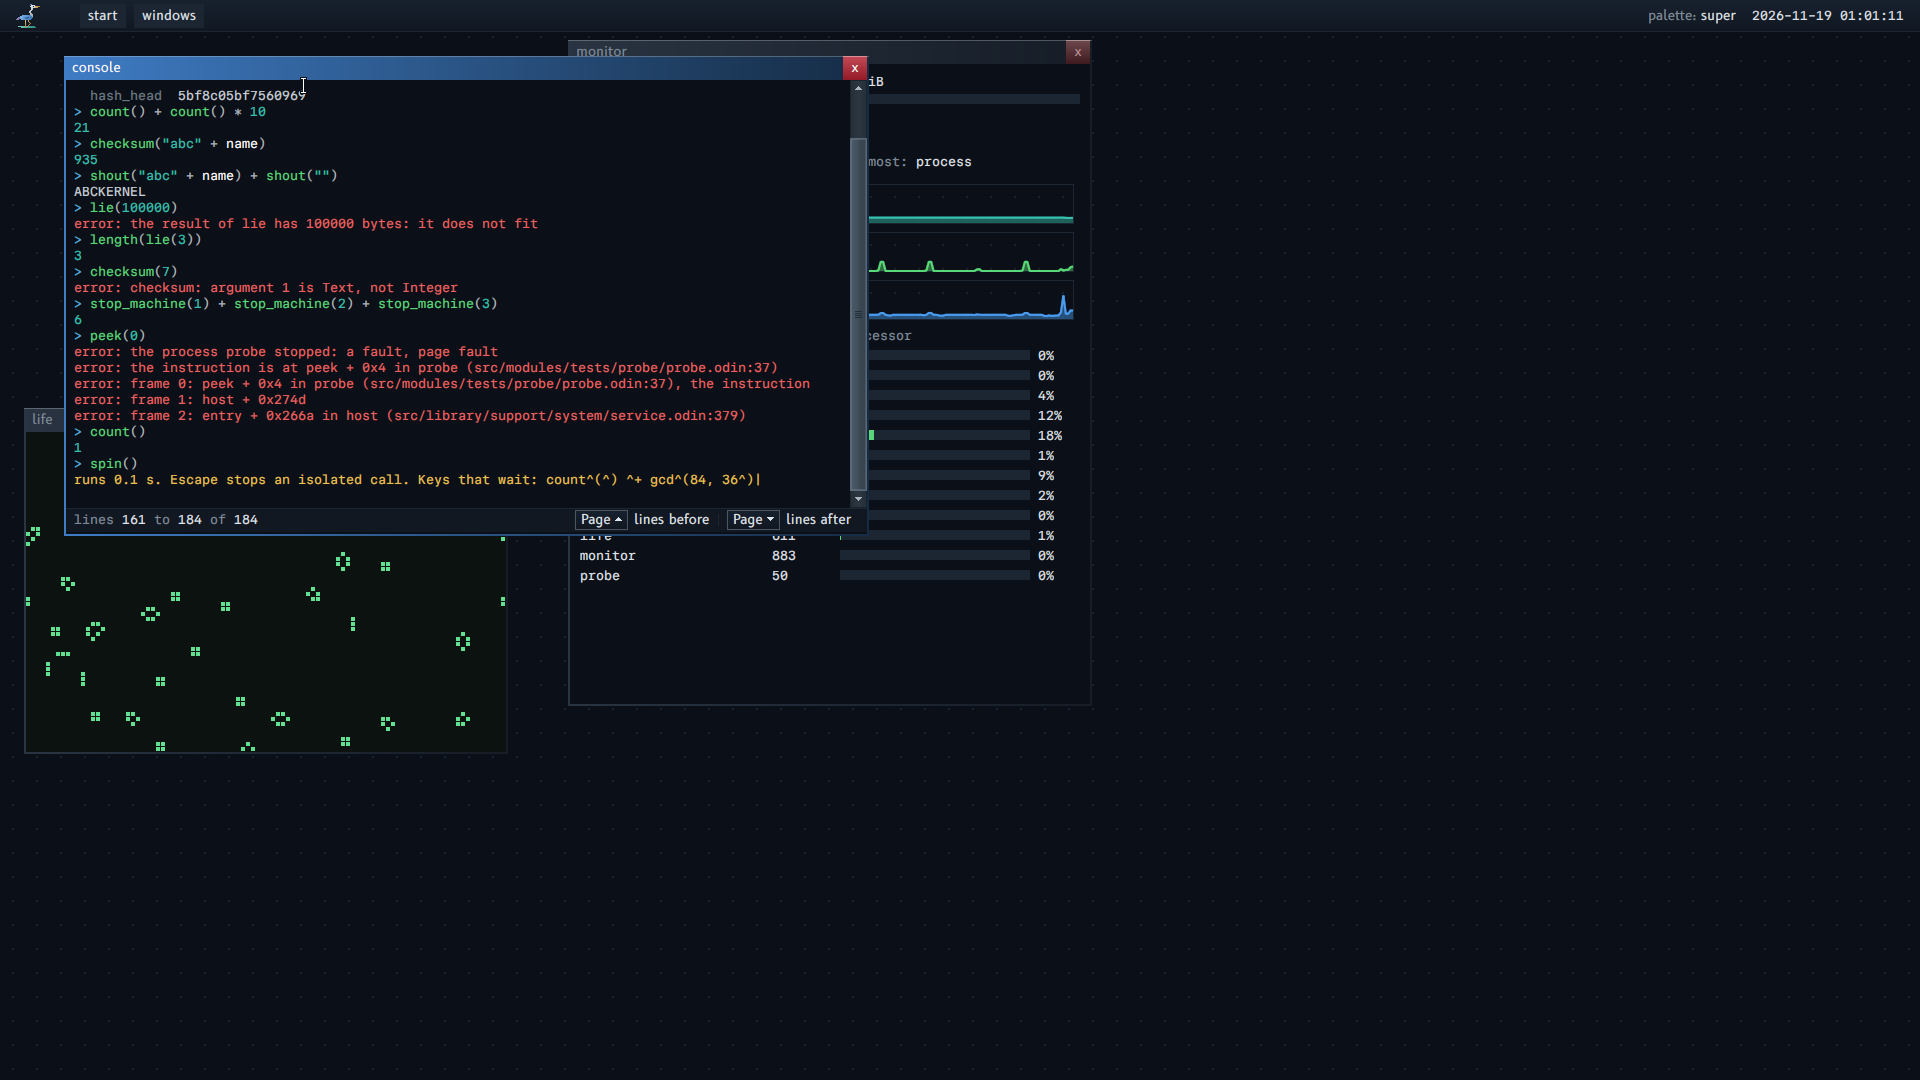 start windows palette: super 2026-11-19 01:01:11
monitor x
console x
iB
hash_head 5bf8c05bf7560969
> count() + count() * 10
21
> checksum("abc" + name)
935
most: process
> shout("abc" + name) + shout("")
ABCKERNEL
> lie(100000)
error: the result of lie has 100000 bytes: it does not fit
> length(lie(3))
3
> checksum(7)
error: checksum: argument 1 is Text, not Integer
> stop_machine(1) + stop_machine(2) + stop_machine(3)
6
> peek(0)
error: the process probe stopped: a fault, page fault
error: the instruction is at peek + 0x4 in probe (src/modules/tests/probe/probe.odin:37)
error: frame 0: peek + 0x4 in probe (src/modules/tests/probe/probe.odin:37), the instruction
error: frame 1: host + 0x274d
error: frame 2: entry + 0x266a in host (src/library/support/system/service.odin:379)
> count()
1
> spin()
runs 0.1 s. Escape stops an isolated call. Keys that wait: count^(^) ^+ gcd^(84, 36^)|
lines 161 to 184 of 184 Page lines before Page lines after
cessor
0%
0%
4%
12%
18%
1%
9%
2%
0%
life 611 1%
monitor 883 0%
probe 50 0%
life